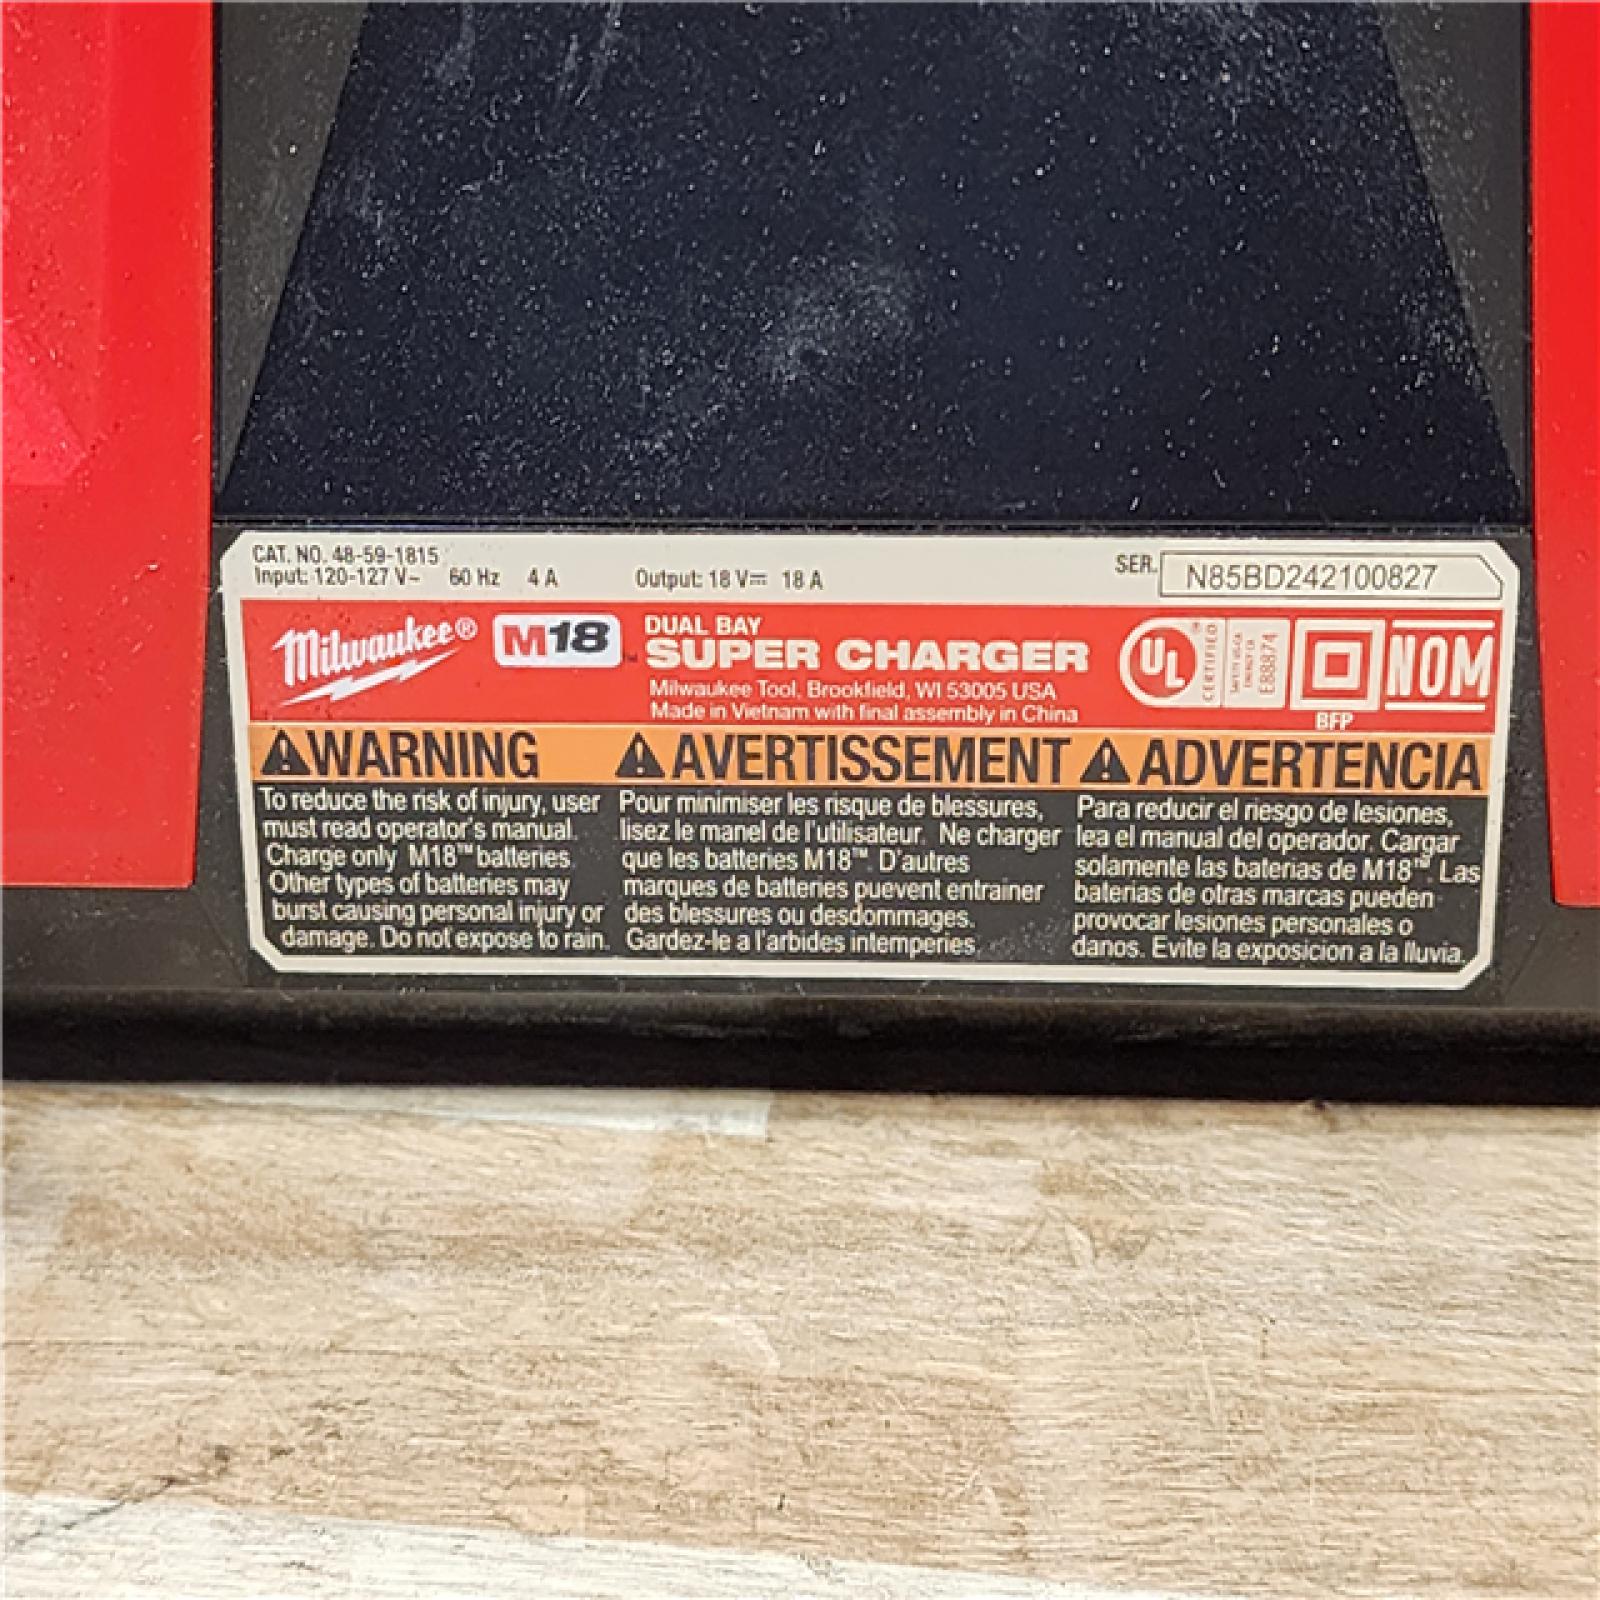 CAT. NO. 48-59-1815
Input: 120-127 V~ 60 Hz 4 A Output: 18 V⎓ 18 A
SER. N85BD242100827
Milwaukee® M18™
DUAL BAY
SUPER CHARGER
Milwaukee Tool, Brookfield, WI 53005 USA
Made in Vietnam with final assembly in China
UL CERTIFIED
E88874
BFP
NOM
WARNING
To reduce the risk of injury, user
must read operator's manual.
Charge only M18™ batteries.
Other types of batteries may
burst causing personal injury or
damage. Do not expose to rain.
AVERTISSEMENT
Pour minimiser les risque de blessures,
lisez le manel de l'utilisateur. Ne charger
que les batteries M18™. D'autres
marques de batteries puevent entrainer
des blessures ou desdommages.
Gardez-le a l'arbides intemperies.
ADVERTENCIA
Para reducir el riesgo de lesiones,
lea el manual del operador. Cargar
solamente las baterias de M18™. Las
baterias de otras marcas pueden
provocar lesiones personales o
danos. Evite la exposicion a la lluvia.